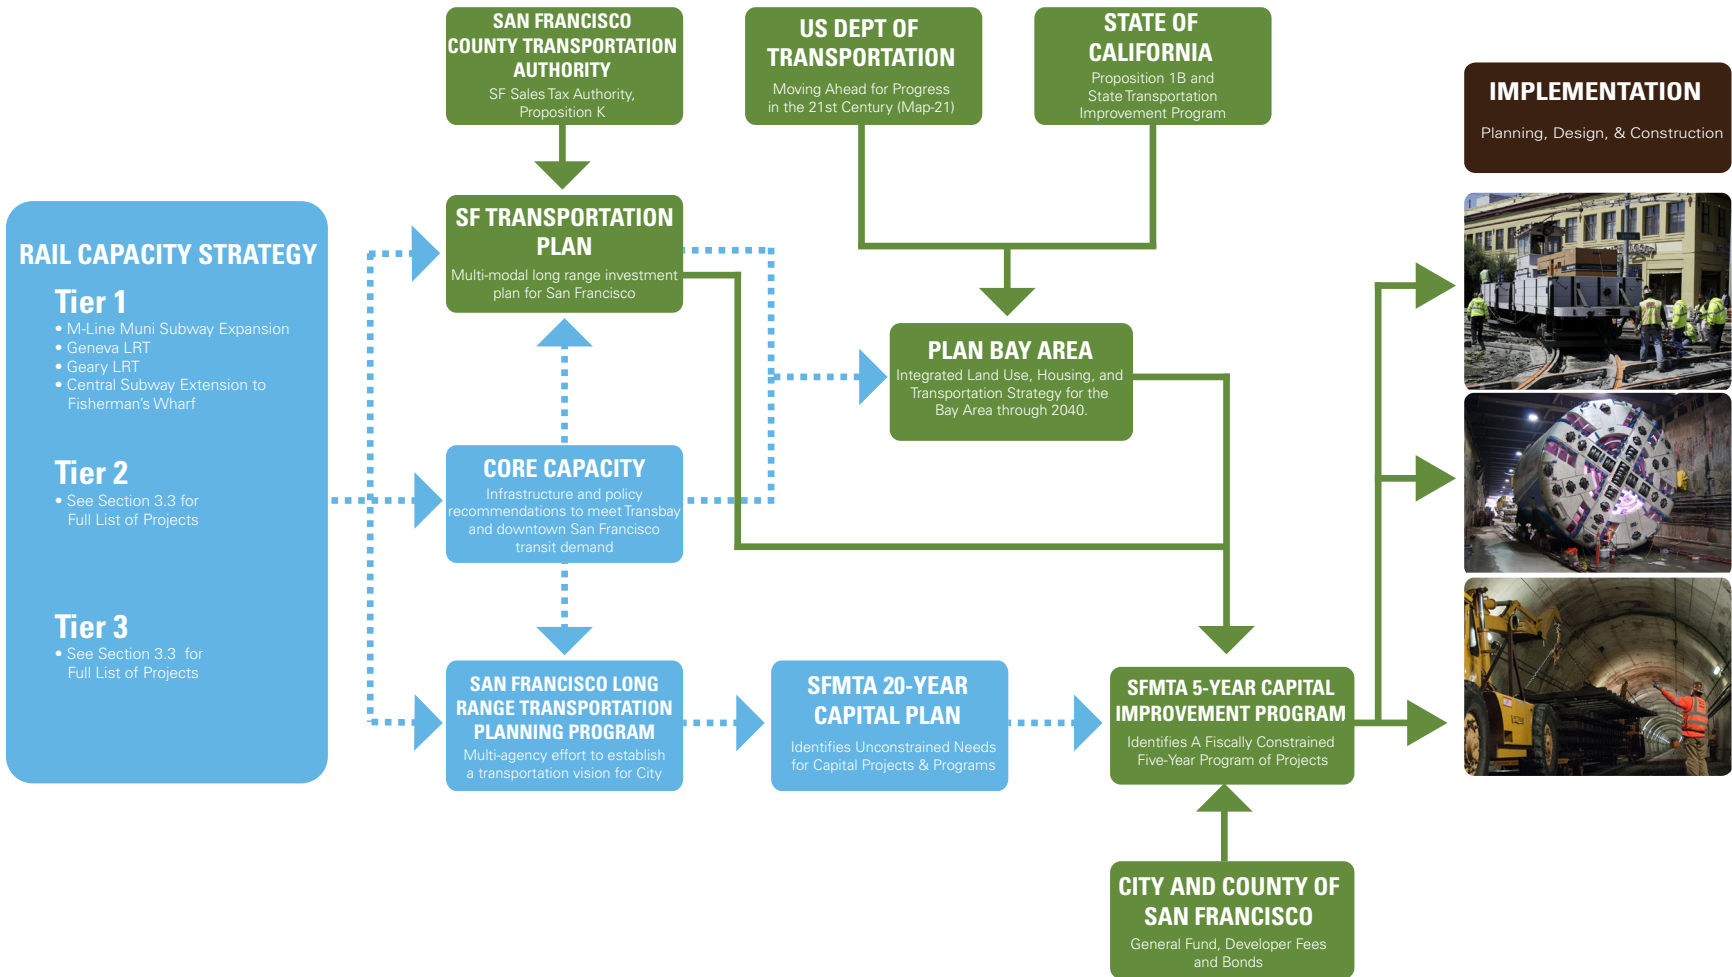 SAN FRANCISCO
COUNTY TRANSPORTATION
AUTHORITY
SF Sales Tax Authority,
Proposition K
US DEPT OF
TRANSPORTATION
Moving Ahead for Progress
in the 21st Century (Map-21)
STATE OF
CALIFORNIA
Proposition 1B and
State Transportation
Improvement Program
IMPLEMENTATION
Planning, Design, & Construction
RAIL CAPACITY STRATEGY
Tier 1
• M-Line Muni Subway Expansion
• Geneva LRT
• Geary LRT
• Central Subway Extension to
Fisherman's Wharf
Tier 2
• See Section 3.3 for
Full List of Projects
Tier 3
• See Section 3.3 for
Full List of Projects
SF TRANSPORTATION
PLAN
Multi-modal long range investment
plan for San Francisco
PLAN BAY AREA
Integrated Land Use, Housing, and
Transportation Strategy for the
Bay Area through 2040.
CORE CAPACITY
Infrastructure and policy
recommendations to meet Transbay
and downtown San Francisco
transit demand
SAN FRANCISCO LONG
RANGE TRANSPORTATION
PLANNING PROGRAM
Multi-agency effort to establish
a transportation vision for City
SFMTA 20-YEAR
CAPITAL PLAN
Identifies Unconstrained Needs
for Capital Projects & Programs
SFMTA 5-YEAR CAPITAL
IMPROVEMENT PROGRAM
Identifies A Fiscally Constrained
Five-Year Program of Projects
CITY AND COUNTY OF
SAN FRANCISCO
General Fund, Developer Fees
and Bonds